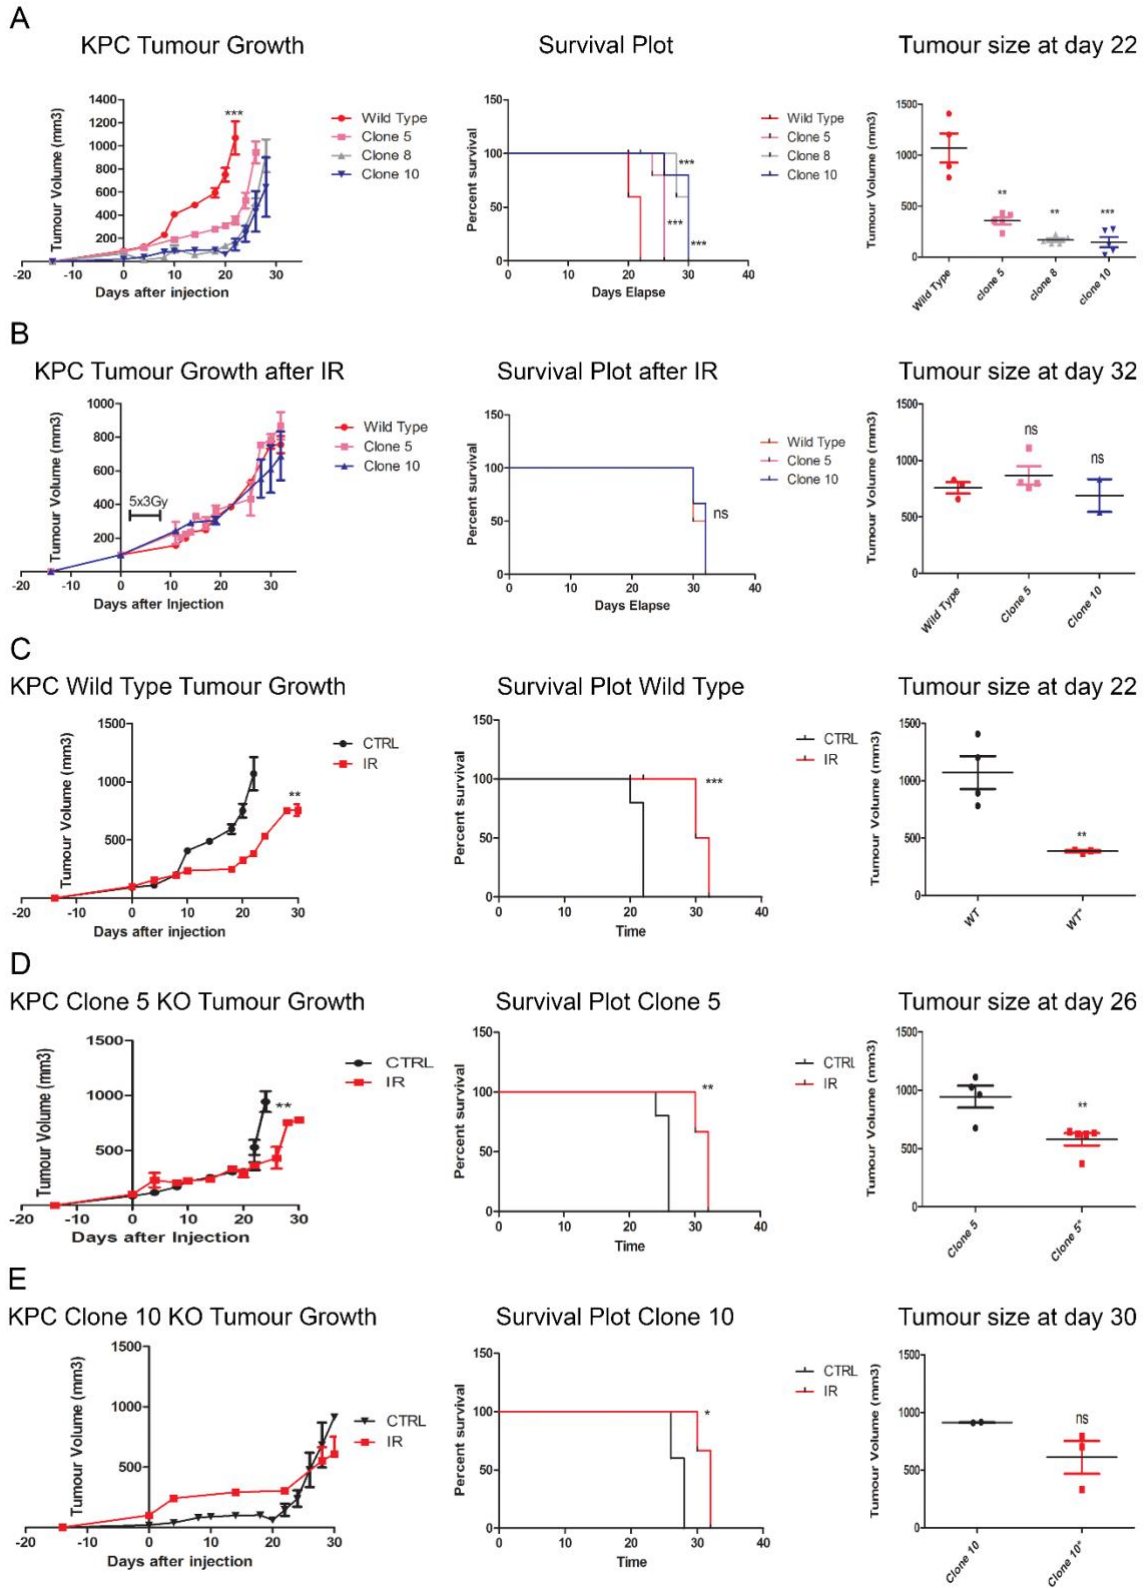 A
KPC Tumour Growth
Survival Plot
Tumour size at day 22
Tumour Volume (mm3)
1400
1200
1000
800
600
400
200
-20 -10 0 10 20 30
Days after injection
***
Wild Type
Clone 5
Clone 8
Clone 10
Percent survival
150
100
50
0
0 10 20 30 40
Days Elapse
***
***
***
Wild Type
Clone 5
Clone 8
Clone 10
Tumour Volume (mm3)
1500
1000
500
0
** ** ***
Wild Type clone 5 clone 8 clone 10
B
KPC Tumour Growth after IR
Survival Plot after IR
Tumour size at day 32
Tumour Volume (mm3)
1000
800
600
400
200
5x3Gy
-20 -10 0 10 20 30
Days after Injection
Wild Type
Clone 5
Clone 10
Percent survival
150
100
50
0
0 10 20 30 40
Days Elapse
ns
Wild Type
Clone 5
Clone 10
Tumour Volume (mm3)
1500
1000
500
0
ns ns
Wild Type Clone 5 Clone 10
C
KPC Wild Type Tumour Growth
Survival Plot Wild Type
Tumour size at day 22
Tumour Volume (mm3)
1500
1000
500
-20 -10 0 10 20 30
Days after injection
**
CTRL
IR
Percent survival
150
100
50
0
0 10 20 30 40
Time
***
CTRL
IR
Tumour Volume (mm3)
1500
1000
500
0
**
WT WT*
D
KPC Clone 5 KO Tumour Growth
Survival Plot Clone 5
Tumour size at day 26
Tumour Volume (mm3)
1500
1000
500
-20 -10 0 10 20 30
Days after Injection
**
CTRL
IR
Percent survival
150
100
50
0
0 10 20 30 40
Time
**
CTRL
IR
Tumour Volume (mm3)
1500
1000
500
0
**
Clone 5 Clone 5*
E
KPC Clone 10 KO Tumour Growth
Survival Plot Clone 10
Tumour size at day 30
Tumour Volume (mm3)
1500
1000
500
-20 -10 0 10 20 30
Days after injection
CTRL
IR
Percent survival
150
100
50
0
0 10 20 30 40
Time
*
CTRL
IR
Tumour Volume (mm3)
1500
1000
500
0
ns
Clone 10 Clone 10*